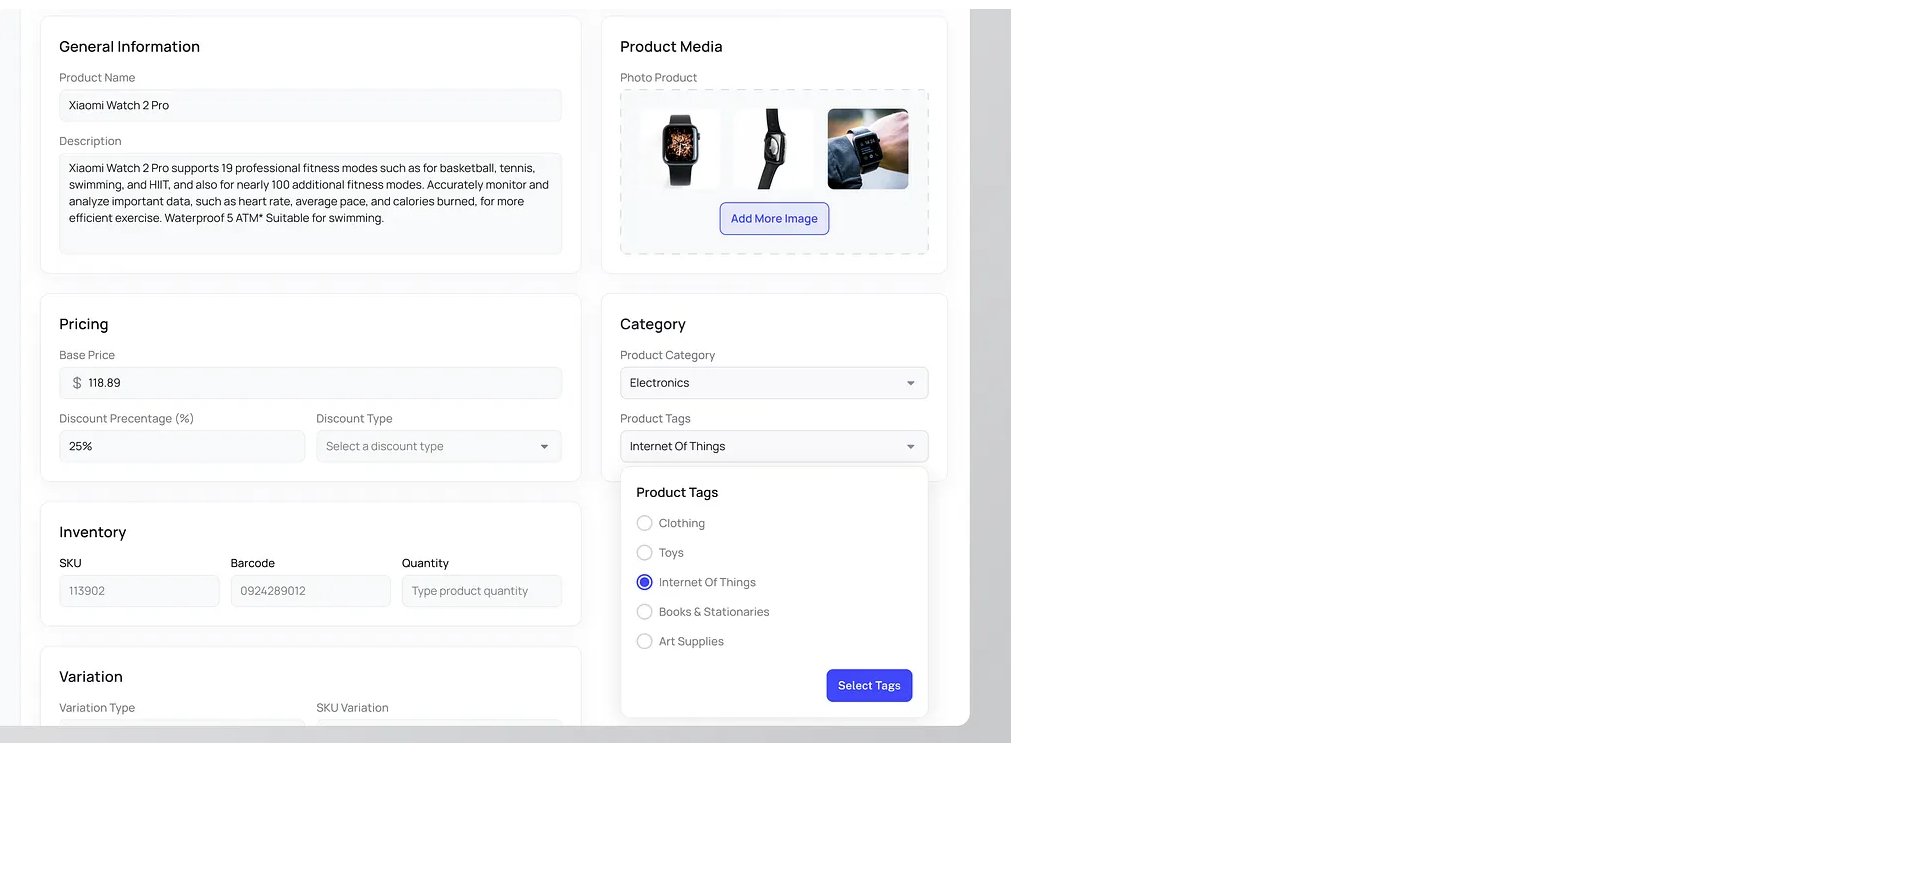 General Information
Product Name
Xiaomi Watch 2 Pro
Description
Xiaomi Watch 2 Pro supports 19 professional fitness modes such as for basketball, tennis,
swimming, and HIIT, and also for nearly 100 additional fitness modes. Accurately monitor and
analyze important data, such as heart rate, average pace, and calories burned, for more
efficient exercise. Waterproof 5 ATM* Suitable for swimming.
Product Media
Photo Product
Add More Image
Pricing
Base Price
$ 118.89
Discount Precentage (%)
Discount Type
25%
Select a discount type
Category
Product Category
Electronics
Product Tags
Internet Of Things
Product Tags
Clothing
Toys
Internet Of Things
Books & Stationaries
Art Supplies
Select Tags
Inventory
SKU
Barcode
Quantity
113902
0924289012
Type product quantity
Variation
Variation Type
SKU Variation